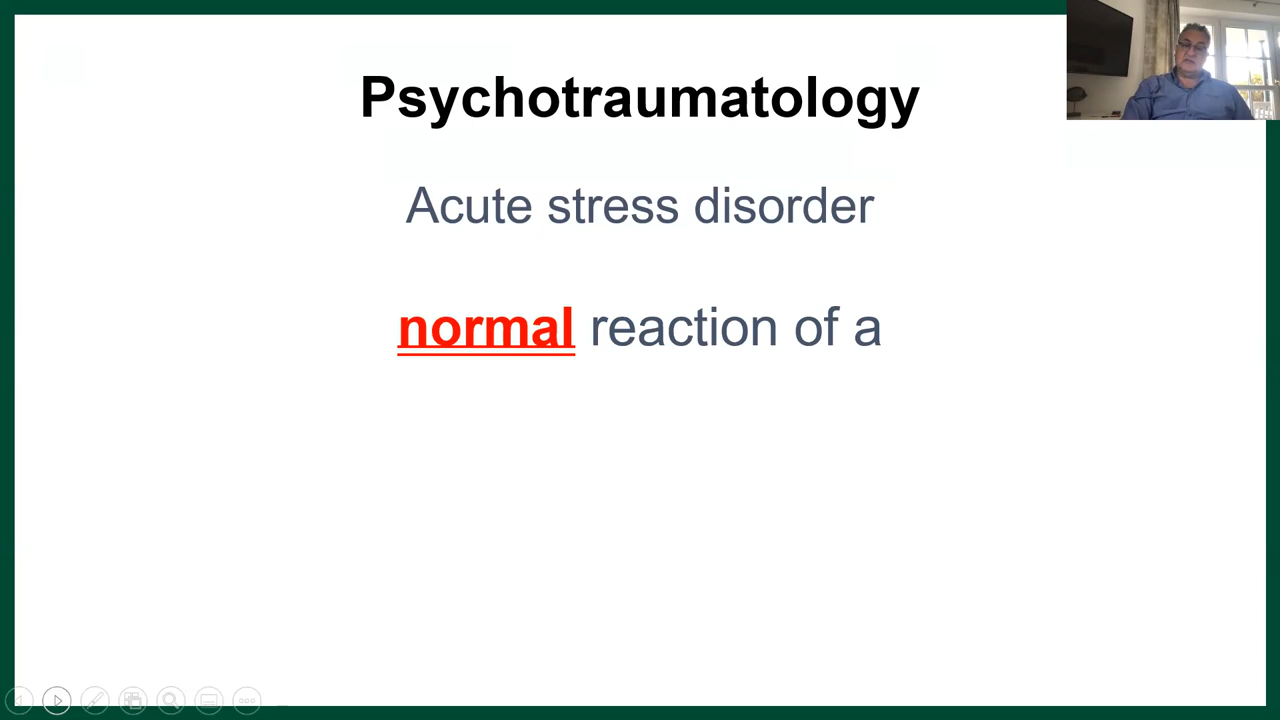 Psychotraumatology
Acute stress disorder
normal reaction of a